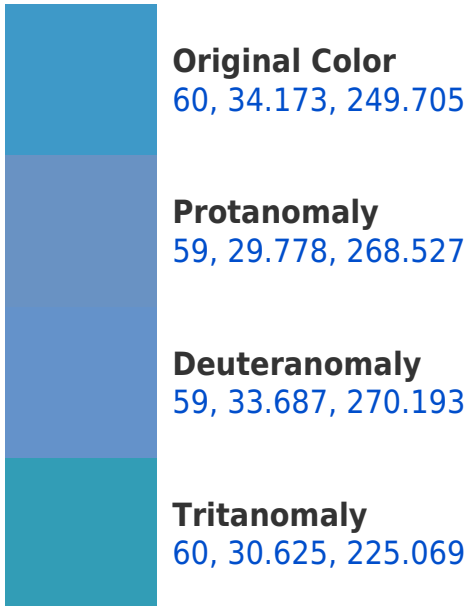 Original Color
60, 34.173, 249.705
Protanomaly
59, 29.778, 268.527
Deuteranomaly
59, 33.687, 270.193
Tritanomaly
60, 30.625, 225.069